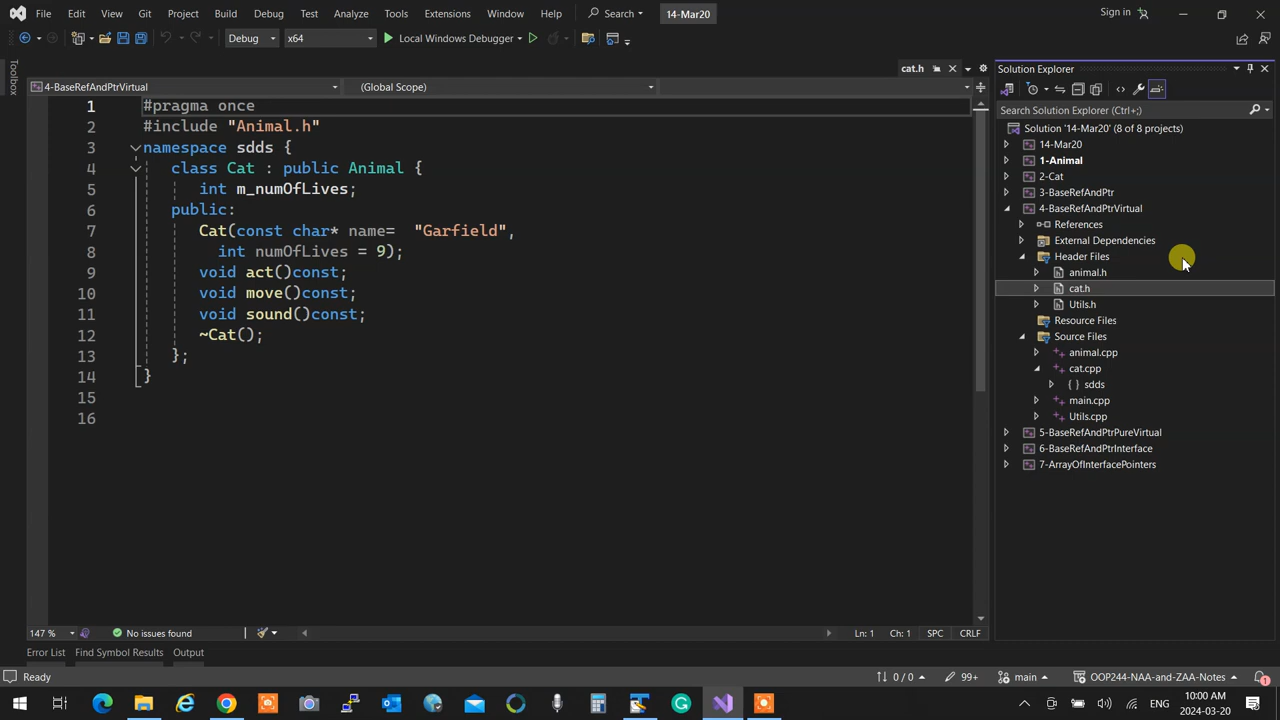 File Edit View Git Project Build Debug Test Analyze Tools Extensions Window Help Search 14-Mar20 Sign in
Debug x64 Local Windows Debugger
Toolbox
cat.h
4-BaseRefAndPtrVirtual (Global Scope)
1 #pragma once
2 #include "Animal.h"
3 namespace sdds {
4 class Cat : public Animal {
5 int m_numOfLives;
6 public:
7 Cat(const char* name= "Garfield",
8 int numOfLives = 9);
9 void act()const;
10 void move()const;
11 void sound()const;
12 ~Cat();
13 };
14 }
15
16
147 % No issues found Ln: 1 Ch: 1 SPC CRLF
Solution Explorer
Search Solution Explorer (Ctrl+;)
Solution '14-Mar20' (8 of 8 projects)
14-Mar20
1-Animal
2-Cat
3-BaseRefAndPtr
4-BaseRefAndPtrVirtual
References
External Dependencies
Header Files
animal.h
cat.h
Utils.h
Resource Files
Source Files
animal.cpp
cat.cpp
{ } sdds
main.cpp
Utils.cpp
5-BaseRefAndPtrPureVirtual
6-BaseRefAndPtrInterface
7-ArrayOfInterfacePointers
Error List Find Symbol Results Output
Ready 0 / 0 99+ main OOP244-NAA-and-ZAA-Notes 1
ENG 10:00 AM
2024-03-20